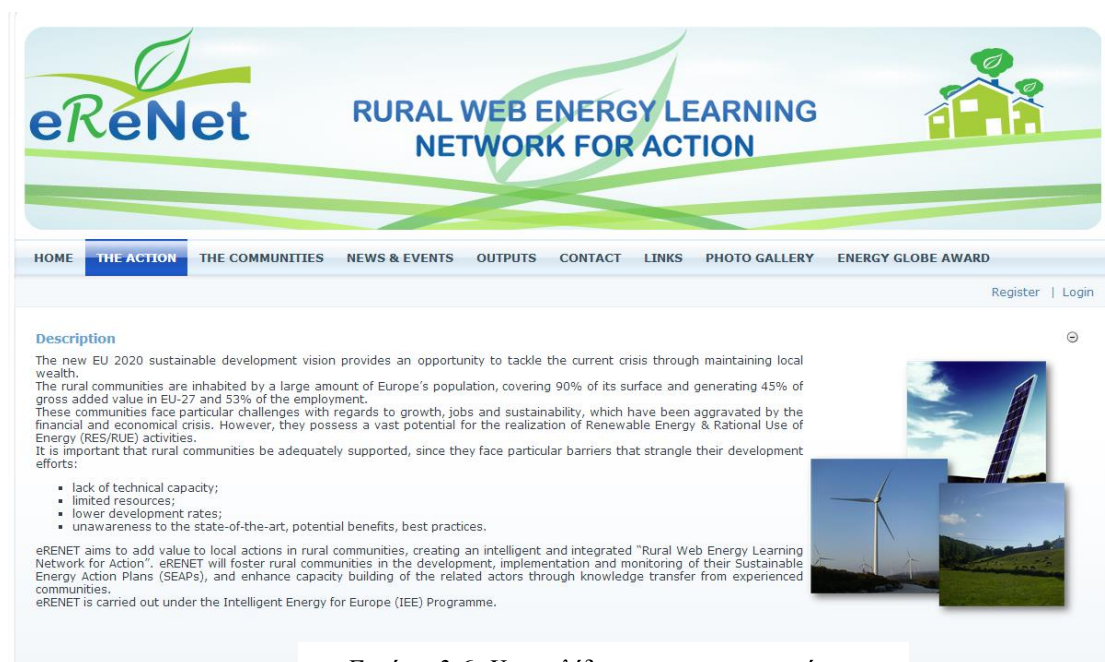 eReNet
RURAL WEB ENERGY LEARNING
NETWORK FOR ACTION
HOME THE ACTION THE COMMUNITIES NEWS & EVENTS OUTPUTS CONTACT LINKS PHOTO GALLERY ENERGY GLOBE AWARD
Register | Login
Description
The new EU 2020 sustainable development vision provides an opportunity to tackle the current crisis through maintaining local
wealth.
The rural communities are inhabited by a large amount of Europe's population, covering 90% of its surface and generating 45% of
gross added value in EU-27 and 53% of the employment.
These communities face particular challenges with regards to growth, jobs and sustainability, which have been aggravated by the
financial and economical crisis. However, they possess a vast potential for the realization of Renewable Energy & Rational Use of
Energy (RES/RUE) activities.
It is important that rural communities be adequately supported, since they face particular barriers that strangle their development
efforts:
▪ lack of technical capacity;
▪ limited resources;
▪ lower development rates;
▪ unawareness to the state-of-the-art, potential benefits, best practices.
eRENET aims to add value to local actions in rural communities, creating an intelligent and integrated "Rural Web Energy Learning
Network for Action". eRENET will foster rural communities in the development, implementation and monitoring of their Sustainable
Energy Action Plans (SEAPs), and enhance capacity building of the related actors through knowledge transfer from experienced
communities.
eRENET is carried out under the Intelligent Energy for Europe (IEE) Programme.